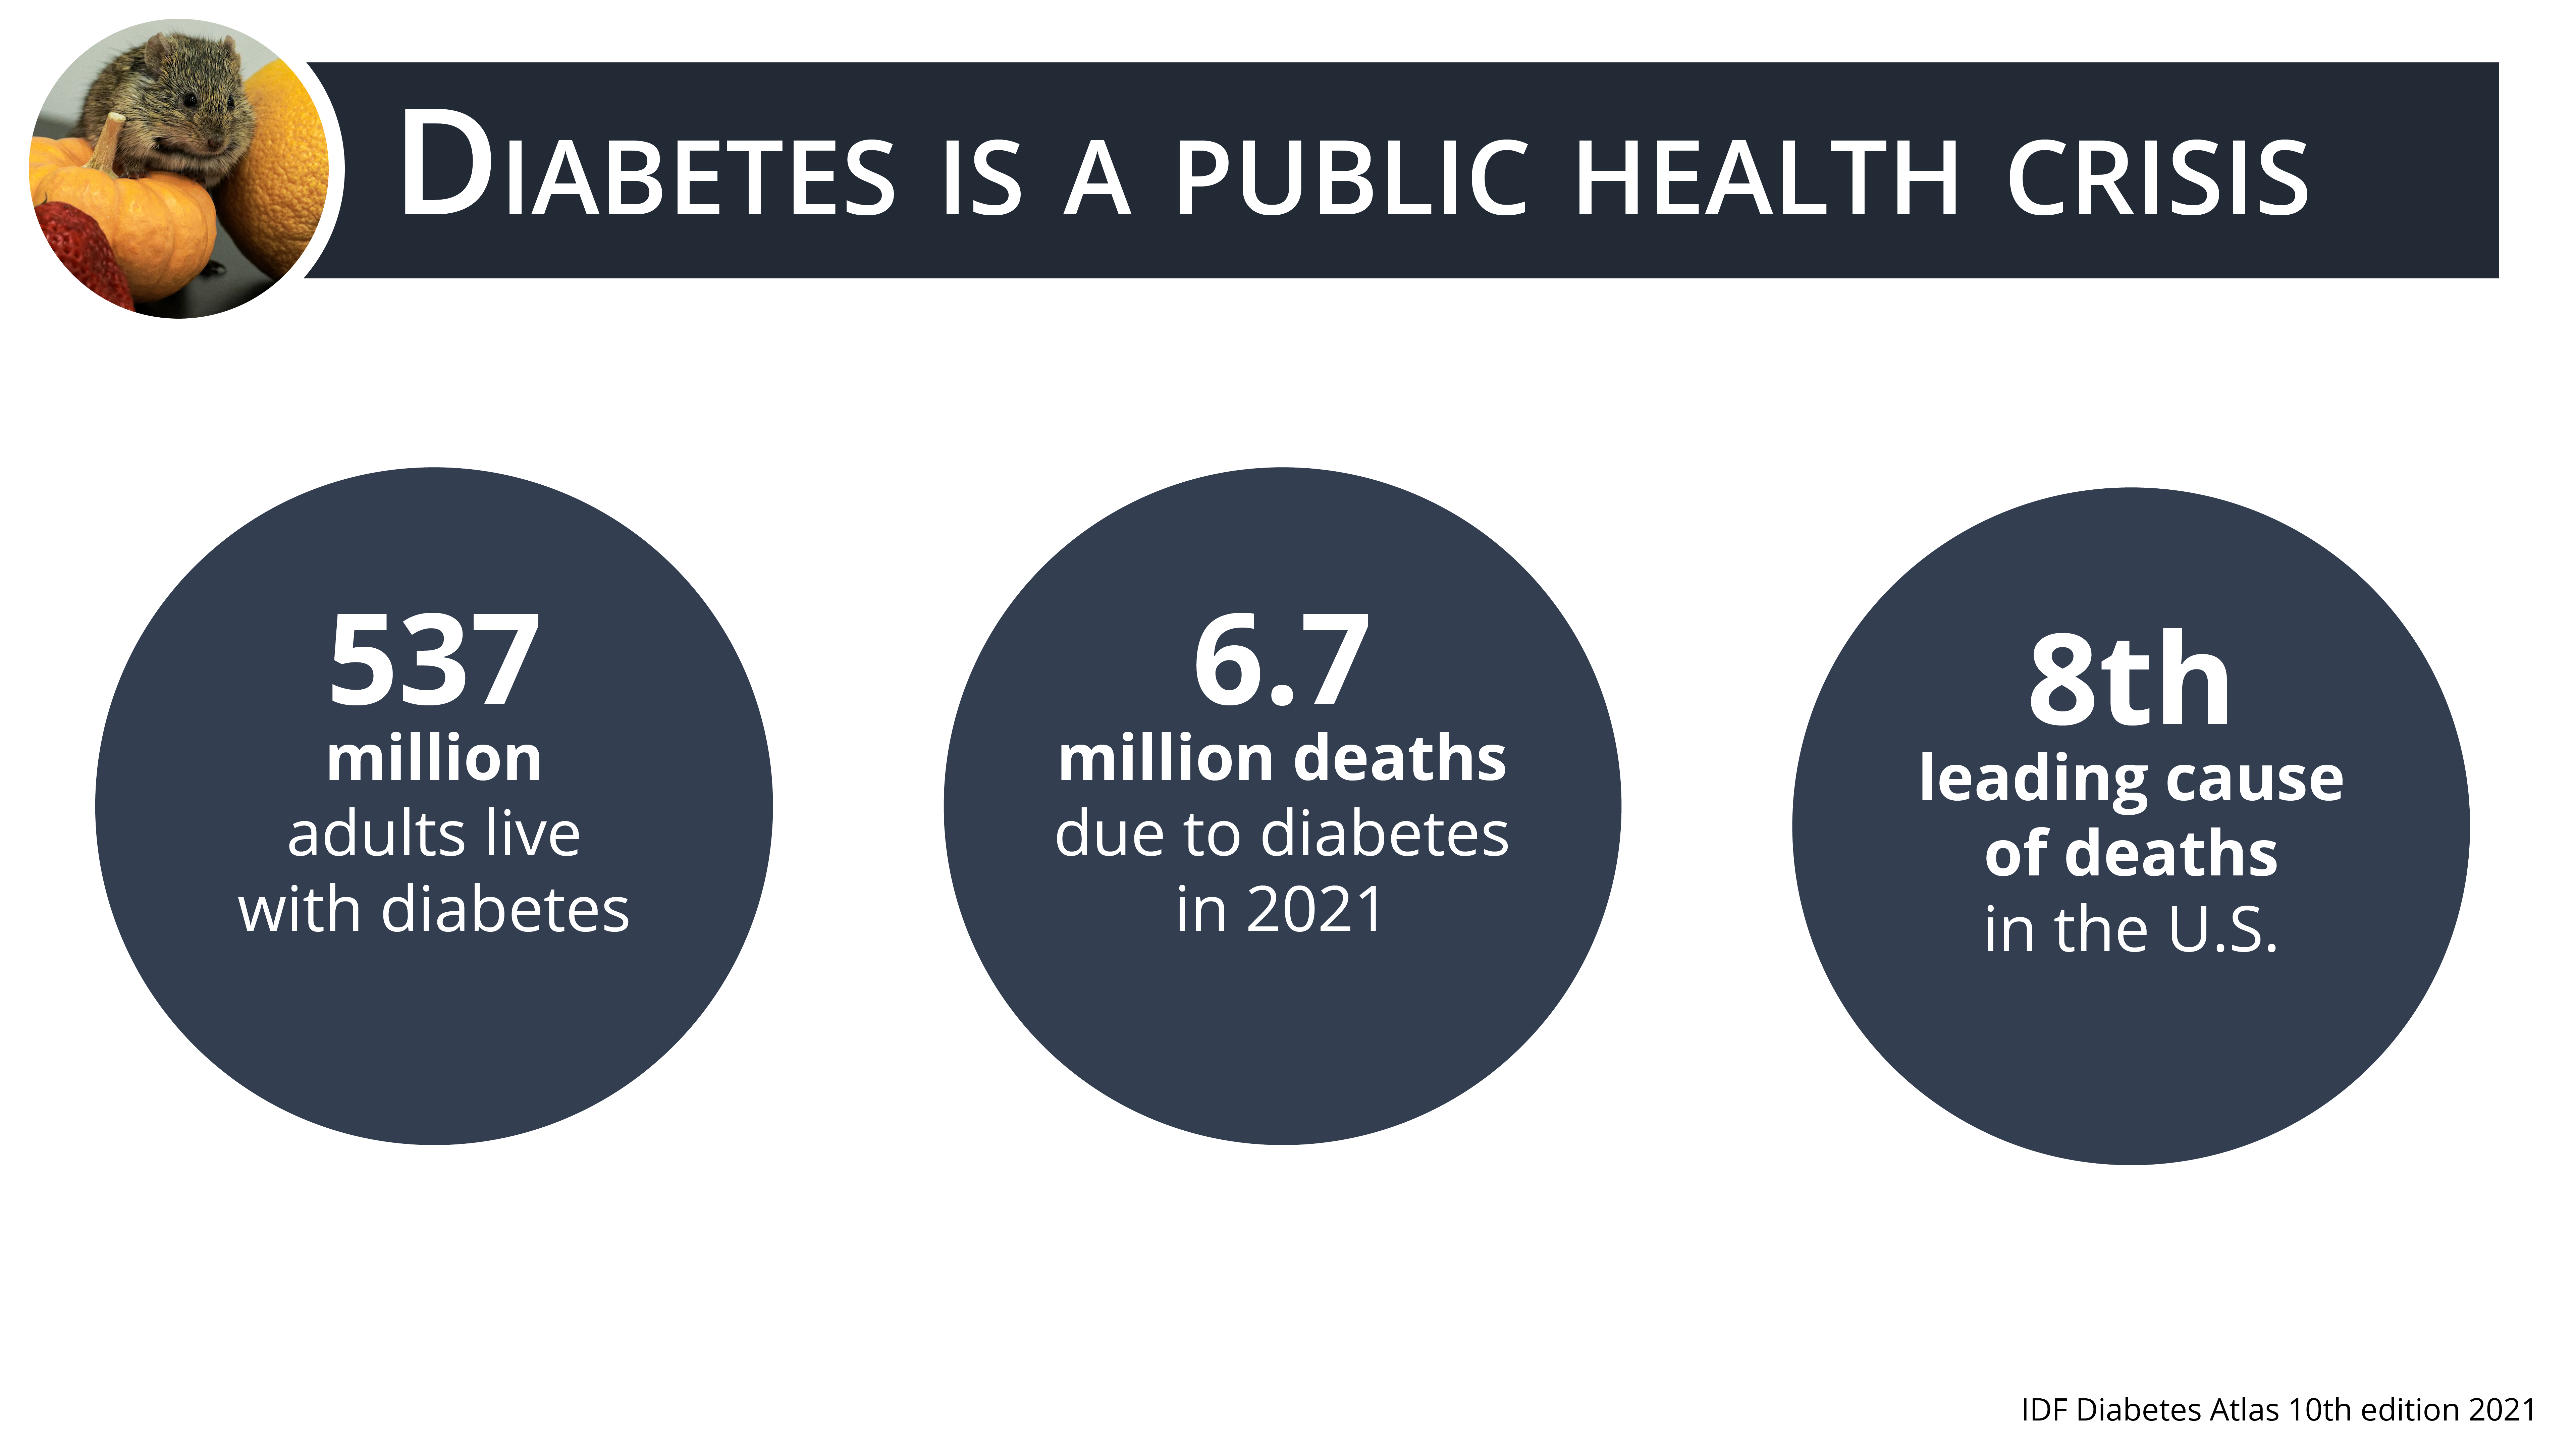 Diabetes is a public health crisis
537
million
adults live
with diabetes
6.7
million deaths
due to diabetes
in 2021
8th
leading cause
of deaths
in the U.S.
IDF Diabetes Atlas 10th edition 2021